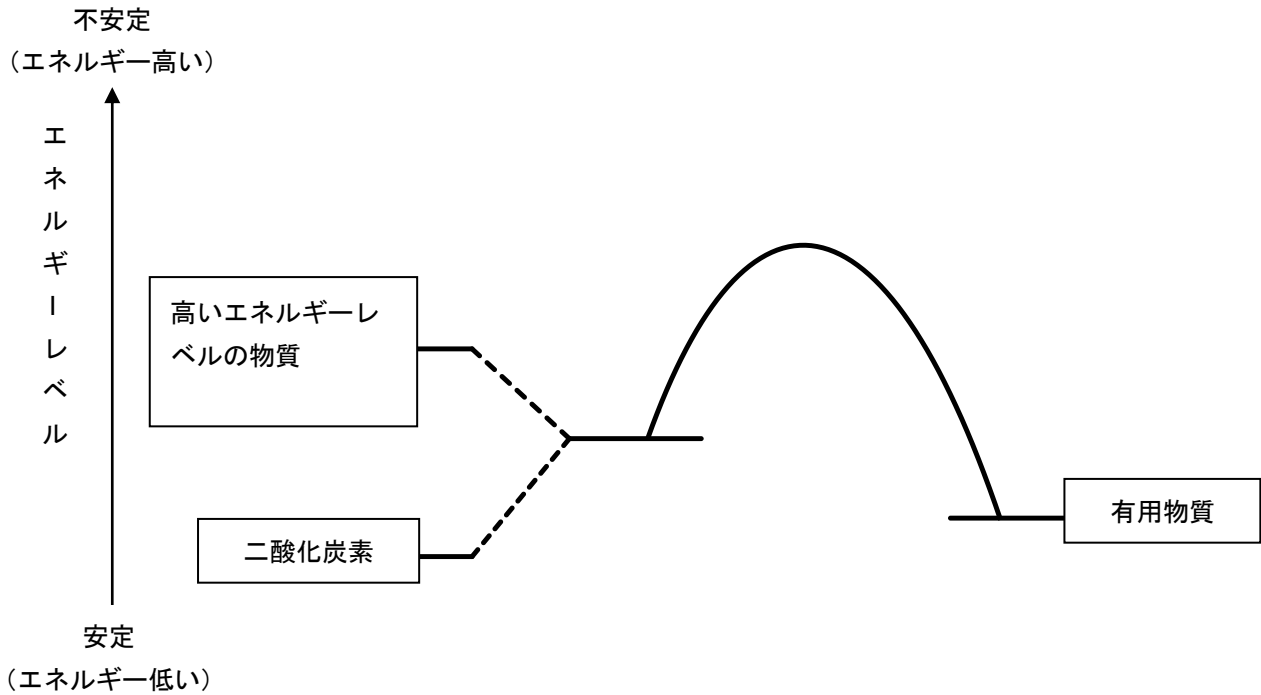 不安定
（エネルギー高い）
エネルギーレベル
高いエネルギーレ
ベルの物質
二酸化炭素
有用物質
安定
（エネルギー低い）